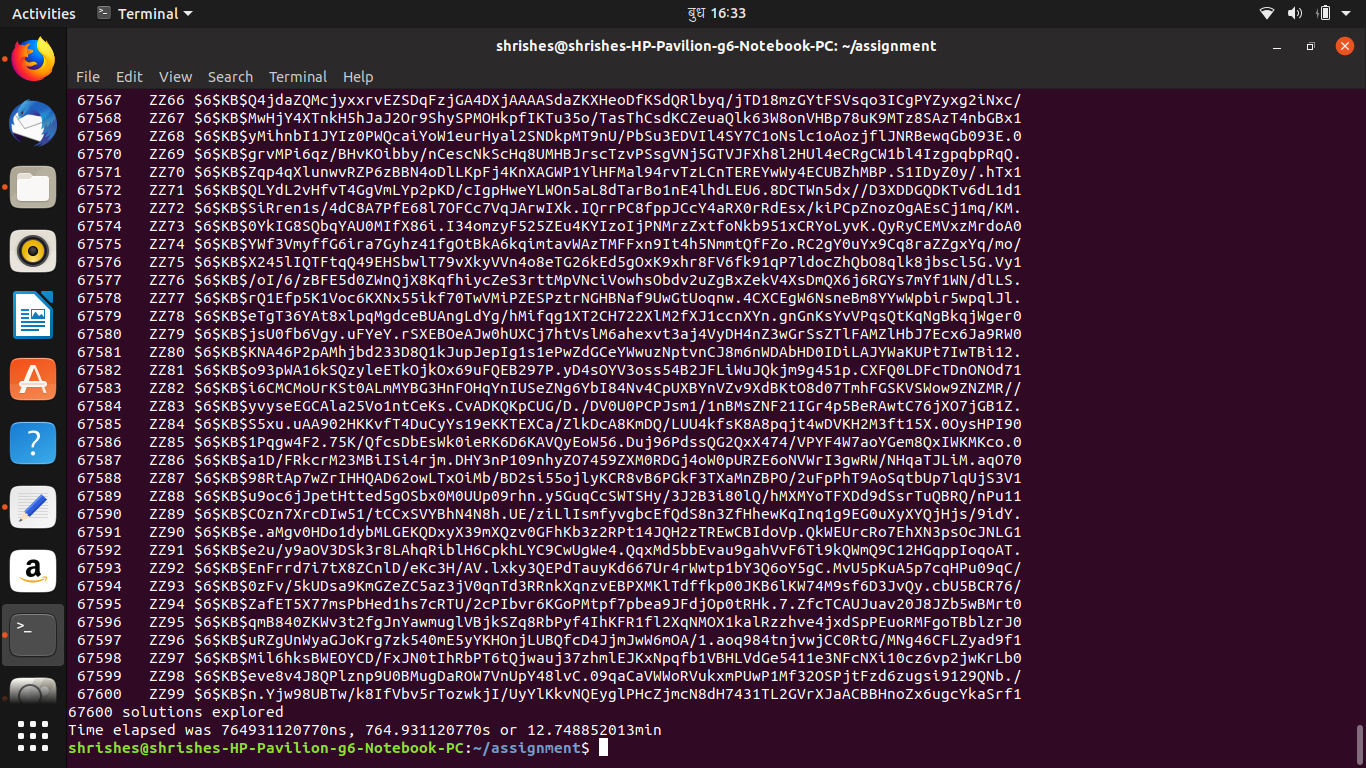 Activities Terminal बुध 16:33
shrishes@shrishes-HP-Pavilion-g6-Notebook-PC: ~/assignment
File Edit View Search Terminal Help
67567 ZZ66 $6$KB$Q4jdaZQMcjyxxrvEZSDqFzjGA4DXjAAAASdaZKXHeoDfKSdQRlbyq/jTD18mzGYtFSVsqo3ICgPYZyxg2iNxc/
67568 ZZ67 $6$KB$MwHjY4XTnkH5hJaJ2Or9ShySPMOHkpfIKTu35o/TasThCsdKCZeuaQlk63W8onVHBp78uK9MTz8SAzT4nbGBx1
67569 ZZ68 $6$KB$yMihnbI1JYIz0PWQcaiYoW1eurHyal2SNDkpMT9nU/PbSu3EDVIl4SY7C1oNslc1oAozjflJNRBewqGb093E.0
67570 ZZ69 $6$KB$grvMPi6qz/BHvKOibby/nCescNkScHq8UMHBJrscTzvPSsgVNj5GTVJFXh8l2HUl4eCRgCW1bl4IzgpqbpRqQ.
67571 ZZ70 $6$KB$Zqp4qXlunwvRZP6zBBN4oDlLKpFj4KnXAGWP1YlHFMal94rvTzLCnTEREYwWy4ECUBZhMBP.S1IDyZ0y/.hTx1
67572 ZZ71 $6$KB$QLYdL2vHfvT4GgVmLYp2pKD/cIgpHweYLWOn5aL8dTarBo1nE4lhdLEU6.8DCTWn5dx//D3XDDGQDKTv6dL1d1
67573 ZZ72 $6$KB$SiRren1s/4dC8A7PfE68l7OFCc7VqJArwIXk.IQrrPC8fppJCcY4aRX0rRdEsx/kiPCpZnozOgAEsCj1mq/KM.
67574 ZZ73 $6$KB$0YkIG8SQbqYAU0MIfX86i.I34omzyF525ZEu4KYIzoIjPNMrzZxtfoNkb951xCRYoLyvK.QyRyCEMVxzMrdoA0
67575 ZZ74 $6$KB$YWf3VmyffG6ira7Gyhz41fgOtBkA6kqimtavWAzTMFFxn9It4h5NmmtQfFZo.RC2gY0uYx9Cq8raZZgxYq/mo/
67576 ZZ75 $6$KB$X245lIQTFtqQ49EHSbwlT79vXkyVVn4o8eTG26kEd5gOxK9xhr8FV6fk91qP7ldocZhQbO8qlk8jbscl5G.Vy1
67577 ZZ76 $6$KB$/oI/6/zBFE5d0ZWnQjX8KqfhiycZeS3rttMpVNciVowhsObdv2uZgBxZekV4XsDmQX6j6RGYs7mYf1WN/dlLS.
67578 ZZ77 $6$KB$rQ1Efp5K1Voc6KXNx55ikf70TwVMiPZESPztrNGHBNaf9UwGtUoqnw.4CXCEgW6NsneBm8YYwWpbir5wpqlJl.
67579 ZZ78 $6$KB$eTgT36YAt8xlpqMgdceBUAngLdYg/hMifqg1XT2CH722XlM2fXJ1ccnXYn.gnGnKsYvVPqsQtKqNgBkqjWger0
67580 ZZ79 $6$KB$jsU0fb6Vgy.uFYeY.rSXEBOeAJw0hUXCj7htVslM6ahexvt3aj4VyDH4nZ3wGrSsZTlFAMZlHbJ7Ecx6Ja9RW0
67581 ZZ80 $6$KB$KNA46P2pAMhjbd233D8Q1kJupJepIg1s1ePwZdGCeYWwuzNptvnCJ8m6nWDAbHD0IDiLAJYWaKUPt7IwTBi12.
67582 ZZ81 $6$KB$o93pWA16kSQzyleETkOjkOx69uFQEB297P.yD4sOYV3oss54B2JFLiWuJQkjm9g451p.CXFQ0LDFcTDnONOd71
67583 ZZ82 $6$KB$i6CMCMoUrKSt0ALmMYBG3HnFOHqYnIUSeZNg6YbI84Nv4CpUXBYnVZv9XdBKtO8d07TmhFGSKVSWow9ZNZMR//
67584 ZZ83 $6$KB$yvyseEGCAla25Vo1ntCeKs.CvADKQKpCUG/D./DV0U0PCPJsm1/1nBMsZNF21IGr4p5BeRAwtC76jXO7jGB1Z.
67585 ZZ84 $6$KB$S5xu.uAA902HKKvfT4DuCyYs19eKKTEXCa/ZlkDcA8KmDQ/LUU4kfsK8A8pqjt4wDVKH2M3ft15X.0OysHPI90
67586 ZZ85 $6$KB$1Pqgw4F2.75K/QfcsDbEsWk0ieRK6D6KAVQyEoW56.Duj96PdssQG2QxX474/VPYF4W7aoYGem8QxIWKMKco.0
67587 ZZ86 $6$KB$a1D/FRkcrM23MBiISi4rjm.DHY3nP109nhyZO7459ZXM0RDGj4oW0pURZE6oNVWrI3gwRW/NHqaTJLiM.aqO70
67588 ZZ87 $6$KB$98RtAp7wZrIHHQAD62owLTxOiMb/BD2si55ojlyKCR8vB6PGkF3TXaMnZBPO/2uFpPhT9AoSqtbUp7lqUjS3V1
67589 ZZ88 $6$KB$u9oc6jJpetHtted5gOSbx0M0UUp09rhn.y5GuqCcSWTSHy/3J2B3i80lQ/hMXMYoTFXDd9dSsrTuQBRQ/nPu11
67590 ZZ89 $6$KB$COzn7XrcDIw51/tCCxSVYBhN4N8h.UE/ziLlIsmfyvgbcEfQdS8n3ZfHhewKqInq1g9EG0uXyXYQjHjs/9idY.
67591 ZZ90 $6$KB$e.aMgv0HDo1dybMLGEKQDxyX39mXQzv0GFhKb3z2RPt14JQH2zTREwCBIdoVp.QkWEUrcRo7EhXN3psOcJNLG1
67592 ZZ91 $6$KB$e2u/y9aOV3DSk3r8LAhqRiblH6CpkhLYC9CwUgWe4.QqxMd5bbEvau9gahVvF6Ti9kQWmQ9C12HGqppIoqoAT.
67593 ZZ92 $6$KB$EnFrrd7i7tX8ZCnlD/eKc3H/AV.lxky3QEPdTauyKd667Ur4rWwtp1bY3Q6oY5gC.MvU5pKuA5p7cqHPu09qC/
67594 ZZ93 $6$KB$0zFv/5kUDsa9KmGZeZC5az3jV0qnTd3RRnkXqnzvEBPXMKlTdffkp00JKB6lKW74M9sf6D3JvQy.cbU5BCR76/
67595 ZZ94 $6$KB$ZafET5X77msPbHed1hs7cRTU/2cPIbvr6KGoPMtpf7pbea9JFdjOp0tRHk.7.ZfcTCAUJuav20J8JZb5wBMrt0
67596 ZZ95 $6$KB$qmB840ZKWv3t2fgJnYawmuglVBjkSZq8RbPyf4IhKFR1fl2XqNMOX1kalRzzhve4jxdSpPEuoRMFgoTBblzrJ0
67597 ZZ96 $6$KB$uRZgUnWyaGJoKrg7zk540mE5yYKHOnjLUBQfcD4JjmJwW6mOA/1.aoq984tnjvwjCC0RtG/MNg46CFLZyad9f1
67598 ZZ97 $6$KB$Mil6hksBWEOYCD/FxJN0tIhRbPT6tQjwauj37zhmlEJKxNpqfb1VBHLVdGe5411e3NFcNXi10cz6vp2jwKrLb0
67599 ZZ98 $6$KB$eve8v4J8QPlznp9U0BMugDaROW7VnUpY48lvC.09qaCaVWWoRVukxmPUwP1Mf32OSPjtFzd6zugsi9129QNb./
67600 ZZ99 $6$KB$n.Yjw98UBTw/k8IfVbv5rTozwkjI/UyYlKkvNQEyglPHcZjmcN8dH7431TL2GVrXJaACBBHnoZx6ugcYkaSrf1
67600 solutions explored
Time elapsed was 764931120770ns, 764.931120770s or 12.748852013min
shrishes@shrishes-HP-Pavilion-g6-Notebook-PC:~/assignment$